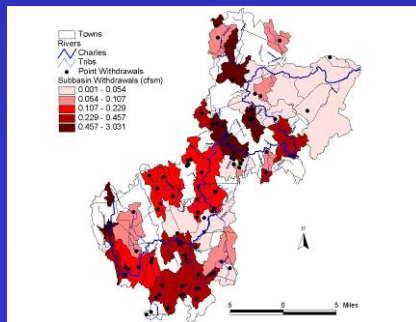 Towns
Rivers
Charles
Tribs
Point Withdrawals
Subbasin Withdrawals (cfsm)
0.001 - 0.054
0.054 - 0.107
0.107 - 0.229
0.229 - 0.457
0.457 - 3.031
N
5 0 5 Miles